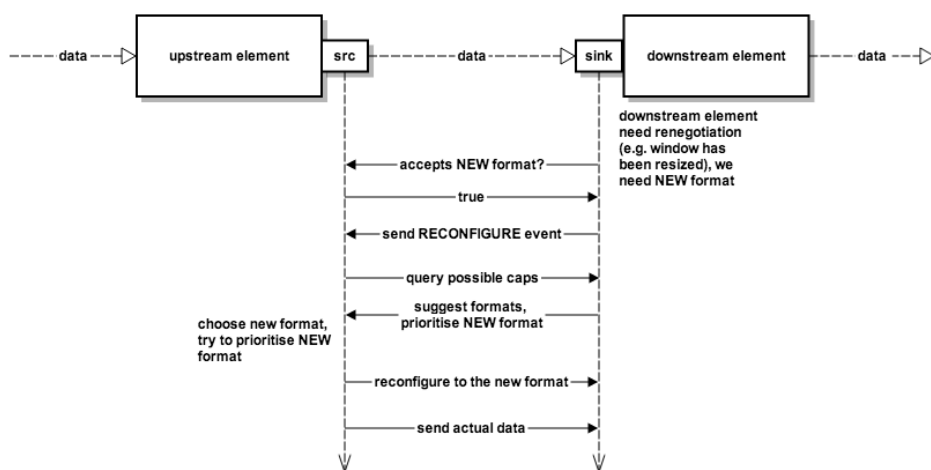 data
upstream element
src
data
sink
downstream element
data
downstream element
need renegotiation
(e.g. window has
been resized), we
need NEW format
accepts NEW format?
true
send RECONFIGURE event
query possible caps
suggest formats,
prioritise NEW format
choose new format,
try to prioritise NEW
format
reconfigure to the new format
send actual data